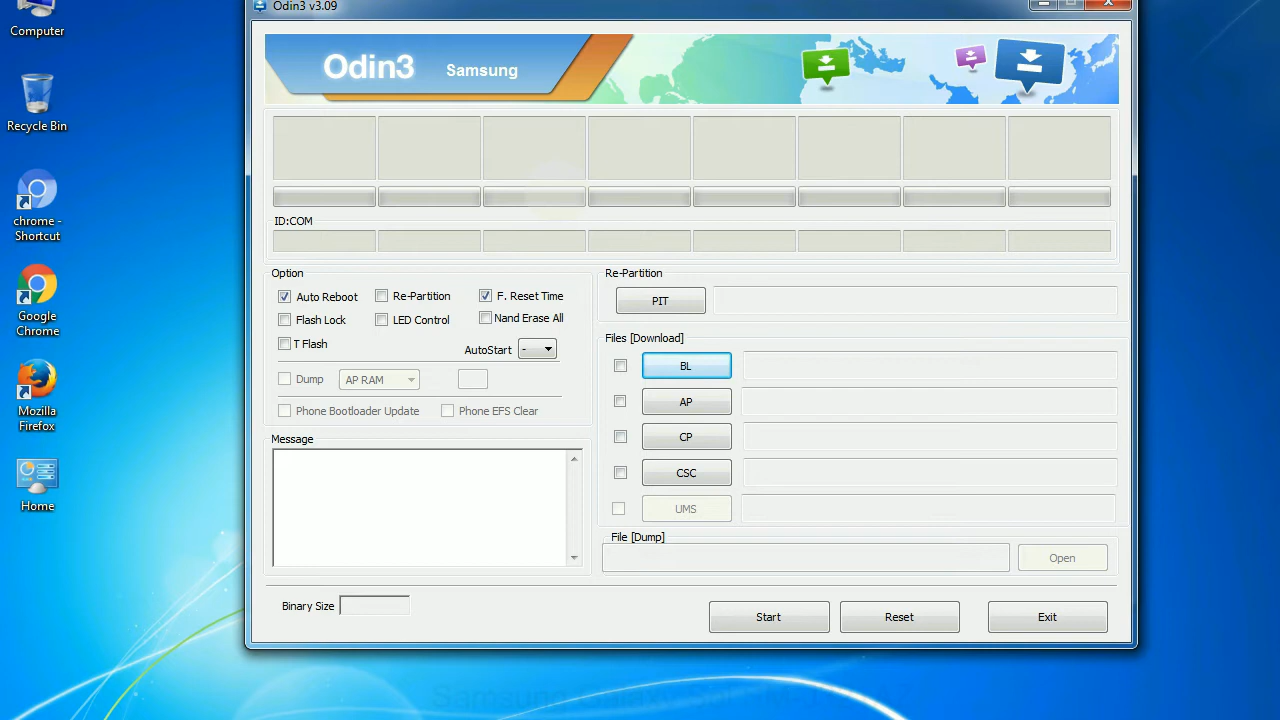 Odin3 v3.09
Computer
Recycle Bin
chrome -
Shortcut
Google
Chrome
Mozilla
Firefox
Home
Odin3 Samsung
ID:COM
Option
Auto Reboot Re-Partition F. Reset Time
Flash Lock LED Control Nand Erase All
T Flash AutoStart -
Dump AP RAM
Phone Bootloader Update Phone EFS Clear
Message
Re-Partition
PIT
Files [Download]
BL
AP
CP
CSC
UMS
File [Dump]
Open
Binary Size
Start Reset Exit
Samsung Galaxy